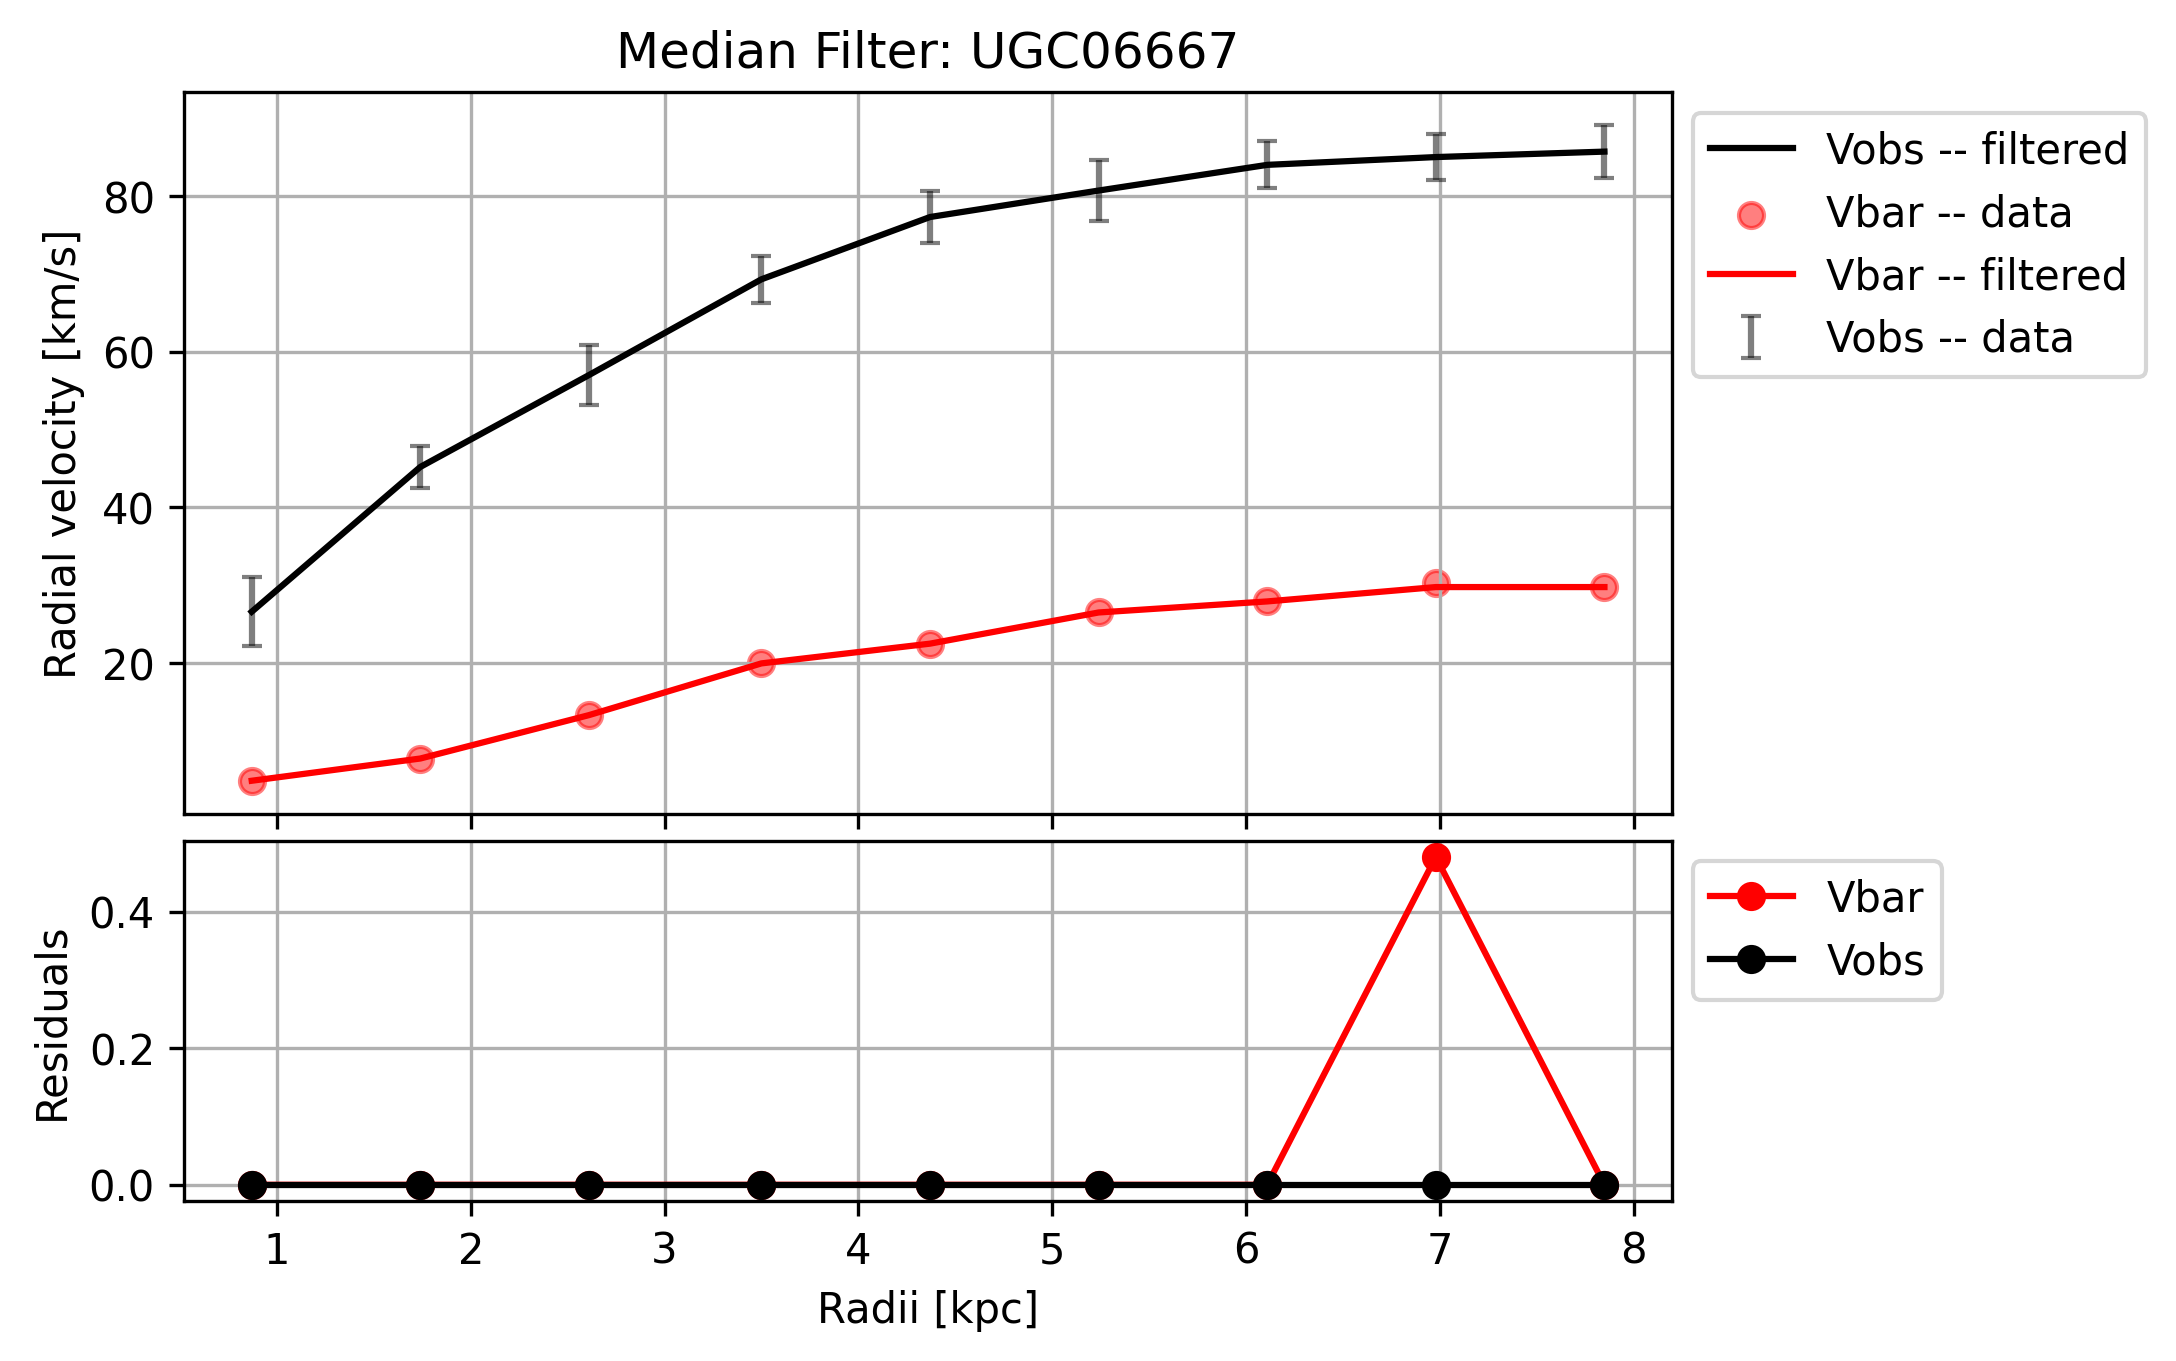 Median Filter: UGC06667
Radial velocity [km/s]
80
60
40
20
Vobs -- filtered
Vbar -- data
Vbar -- filtered
Vobs -- data
Residuals
0.4
0.2
0.0
Vbar
Vobs
1 2 3 4 5 6 7 8
Radii [kpc]